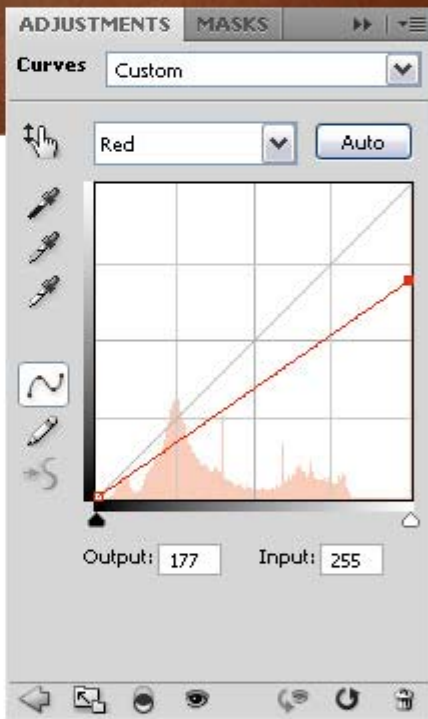 ADJUSTMENTS MASKS
Curves Custom
Red Auto
Output: 177 Input: 255